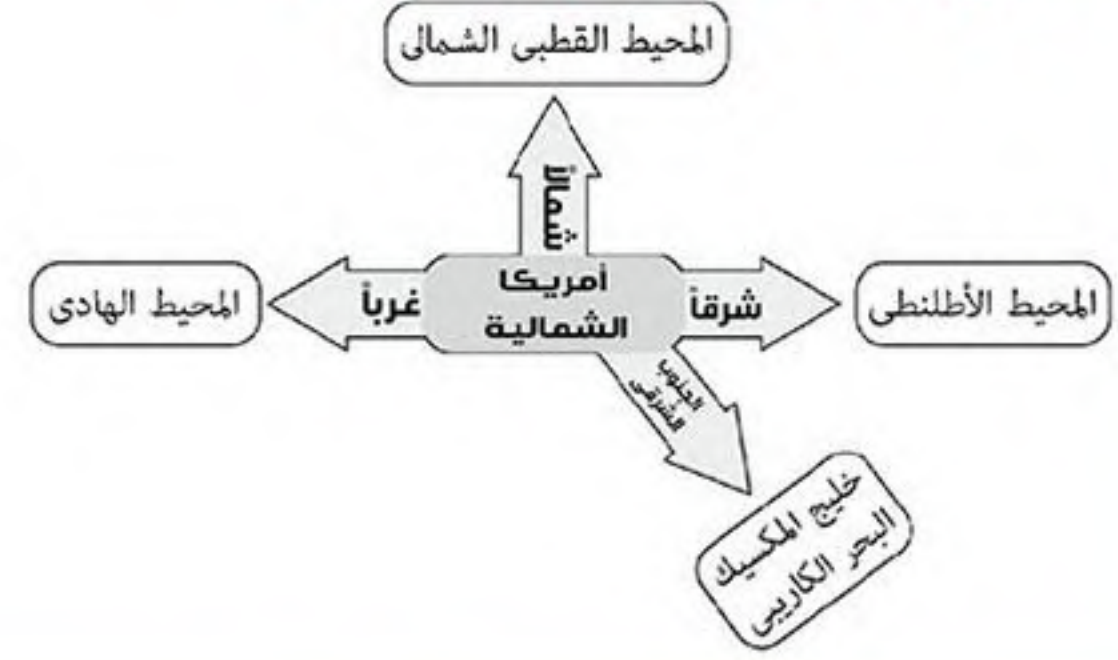 المحيط القطبى الشمالى
شمالاً
أمريكا
الشمالية
شرقاً
المحيط الأطلنطى
غرباً
المحيط الهادى
الجنوب
الشرقى
خليج المكسيك
البحر الكاريبى